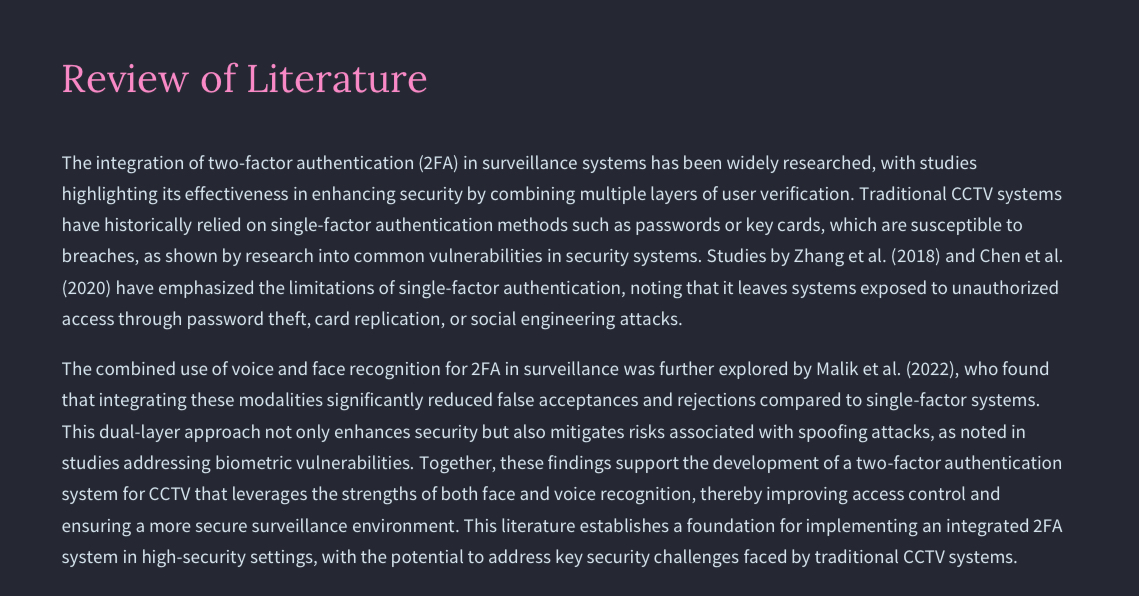 Review of Literature
The integration of two-factor authentication (2FA) in surveillance systems has been widely researched, with studies
highlighting its effectiveness in enhancing security by combining multiple layers of user verification. Traditional CCTV systems
have historically relied on single-factor authentication methods such as passwords or key cards, which are susceptible to
breaches, as shown by research into common vulnerabilities in security systems. Studies by Zhang et al. (2018) and Chen et al.
(2020) have emphasized the limitations of single-factor authentication, noting that it leaves systems exposed to unauthorized
access through password theft, card replication, or social engineering attacks.
The combined use of voice and face recognition for 2FA in surveillance was further explored by Malik et al. (2022), who found
that integrating these modalities significantly reduced false acceptances and rejections compared to single-factor systems.
This dual-layer approach not only enhances security but also mitigates risks associated with spoofing attacks, as noted in
studies addressing biometric vulnerabilities. Together, these findings support the development of a two-factor authentication
system for CCTV that leverages the strengths of both face and voice recognition, thereby improving access control and
ensuring a more secure surveillance environment. This literature establishes a foundation for implementing an integrated 2FA
system in high-security settings, with the potential to address key security challenges faced by traditional CCTV systems.